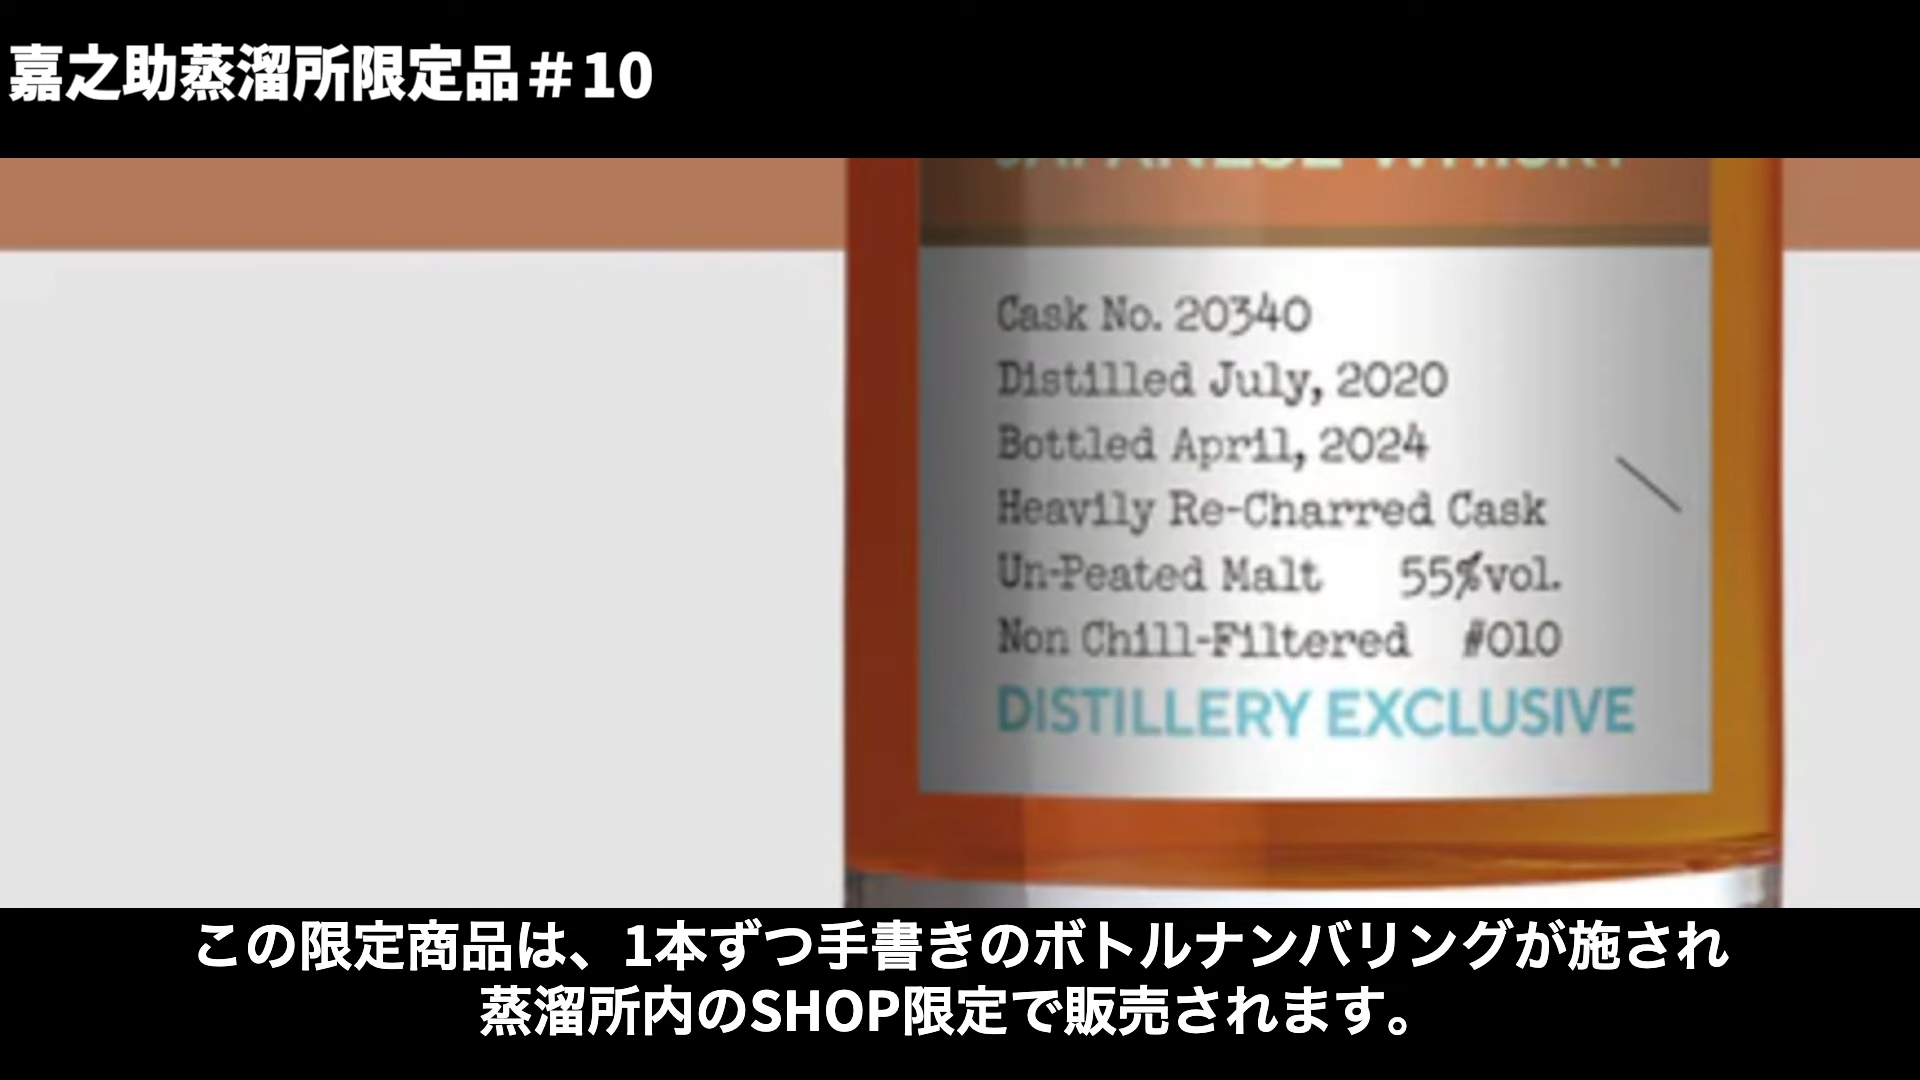 嘉之助蒸溜所限定品＃10
JAPANESE WHISKY
Cask No. 20340
Distilled July, 2020
Bottled April, 2024
Heavily Re-Charred Cask
Un-Peated Malt 55%vol.
Non Chill-Filtered #010
DISTILLERY EXCLUSIVE
この限定商品は、1本ずつ手書きのボトルナンバリングが施され
蒸溜所内のSHOP限定で販売されます。